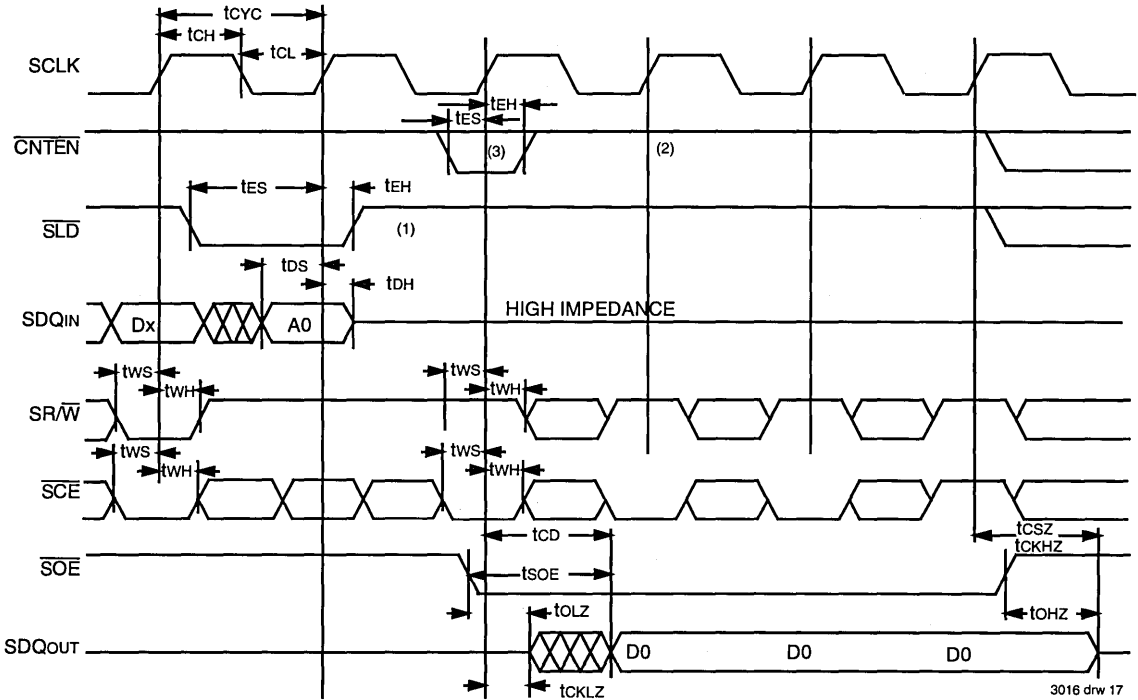 tCYC
tCH
tCL
SCLK
tEH
tES
CNTEN
(3)
(2)
tES
tEH
SLD
(1)
tDS
tDH
SDQIN
Dx
A0
HIGH IMPEDANCE
tWS
tWH
tWS
tWH
SR/W
tWS
tWH
tWS
tWH
SCE
tCD
tCSZ
tCKHZ
SOE
tSOE
tOLZ
tOHZ
SDQOUT
D0
D0
D0
tCKLZ
3016 drw 17